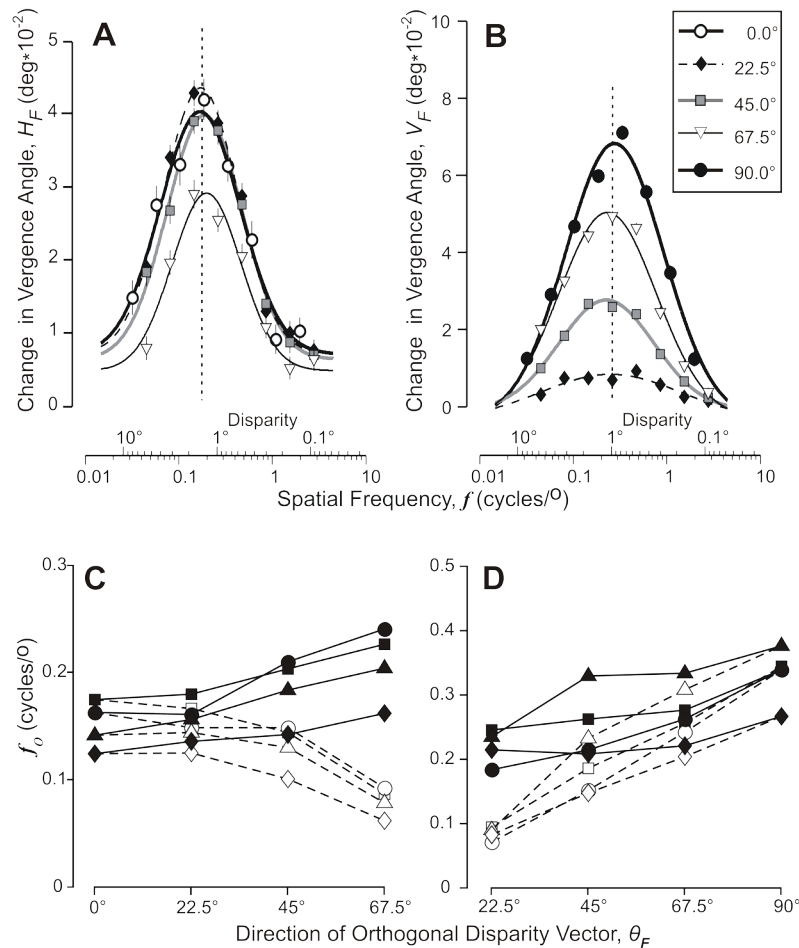 A
Change in Vergence Angle, H_F (deg*10^-2)
5
4
3
2
1
0
Disparity
10° 1° 0.1°
0.01 0.1 1 10
B
Change in Vergence Angle, V_F (deg*10^-2)
10
8
6
4
2
0
Disparity
10° 1° 0.1°
0.01 0.1 1 10
0.0°
22.5°
45.0°
67.5°
90.0°
Spatial Frequency, f (cycles/o)
C
f_o (cycles/o)
0.3
0.2
0.1
0
0° 22.5° 45° 67.5°
D
0.5
0.4
0.3
0.2
0.1
0
22.5° 45° 67.5° 90°
Direction of Orthogonal Disparity Vector, θ_F